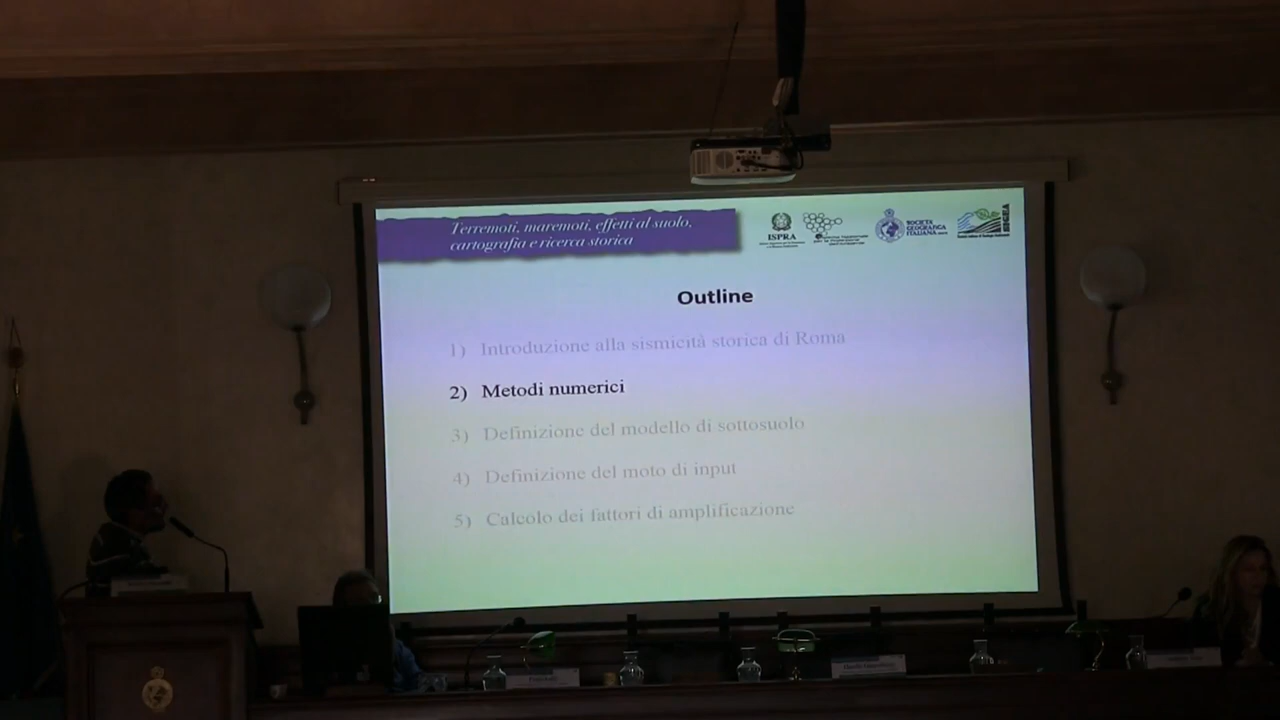 Terremoti, maremoti, effetti al suolo,
cartografia e ricerca storica
ISPRA
SOCIETÀ
GEOGRAFICA
ITALIANA
SIGEA
Outline
1) Introduzione alla sismicità storica di Roma
2) Metodi numerici
3) Definizione del modello di sottosuolo
4) Definizione del moto di input
5) Calcolo dei fattori di amplificazione